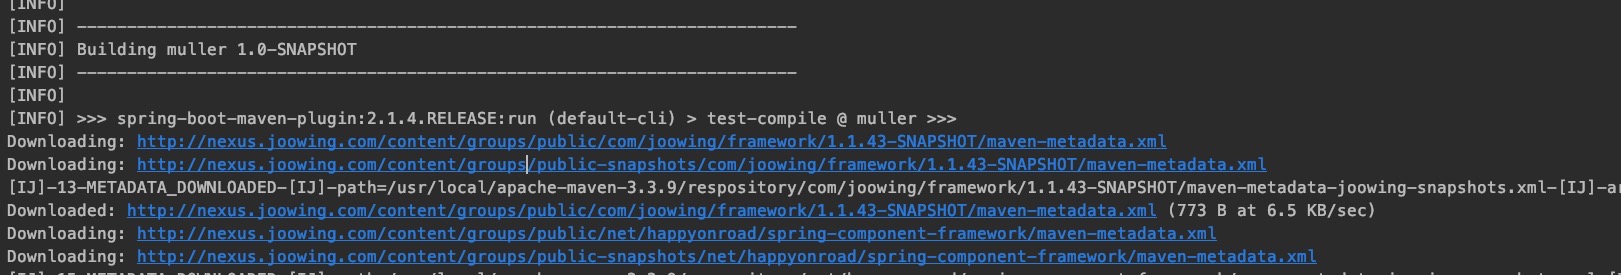 [INFO]
[INFO] ------------------------------------------------------------------------
[INFO] Building muller 1.0-SNAPSHOT
[INFO] ------------------------------------------------------------------------
[INFO]
[INFO] >>> spring-boot-maven-plugin:2.1.4.RELEASE:run (default-cli) > test-compile @ muller >>>
Downloading: http://nexus.joowing.com/content/groups/public/com/joowing/framework/1.1.43-SNAPSHOT/maven-metadata.xml
Downloading: http://nexus.joowing.com/content/groups/public-snapshots/com/joowing/framework/1.1.43-SNAPSHOT/maven-metadata.xml
[IJ]-13-METADATA_DOWNLOADED-[IJ]-path=/usr/local/apache-maven-3.3.9/respository/com/joowing/framework/1.1.43-SNAPSHOT/maven-metadata-joowing-snapshots.xml-[IJ]-ar
Downloaded: http://nexus.joowing.com/content/groups/public/com/joowing/framework/1.1.43-SNAPSHOT/maven-metadata.xml (773 B at 6.5 KB/sec)
Downloading: http://nexus.joowing.com/content/groups/public/net/happyonroad/spring-component-framework/maven-metadata.xml
Downloading: http://nexus.joowing.com/content/groups/public-snapshots/net/happyonroad/spring-component-framework/maven-metadata.xml